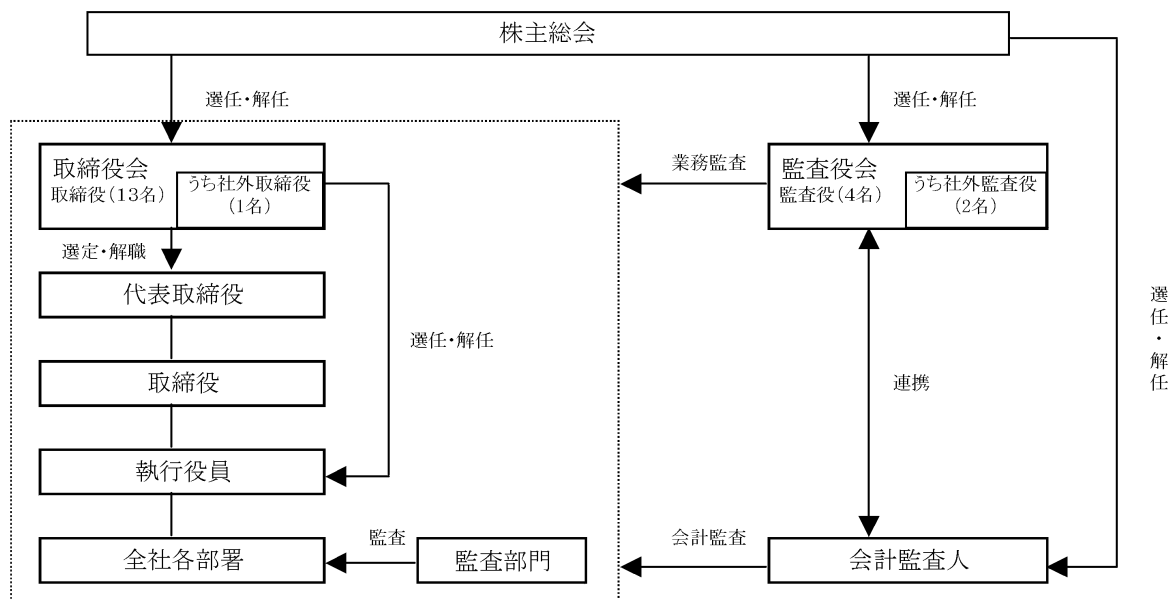 株主総会
選任・解任
選任・解任
取締役会
取締役(13名)
うち社外取締役
(1名)
業務監査
監査役会
監査役(4名)
うち社外監査役
(2名)
選定・解職
代表取締役
選任・解任
選任・解任
取締役
連携
執行役員
全社各部署
監査
監査部門
会計監査
会計監査人